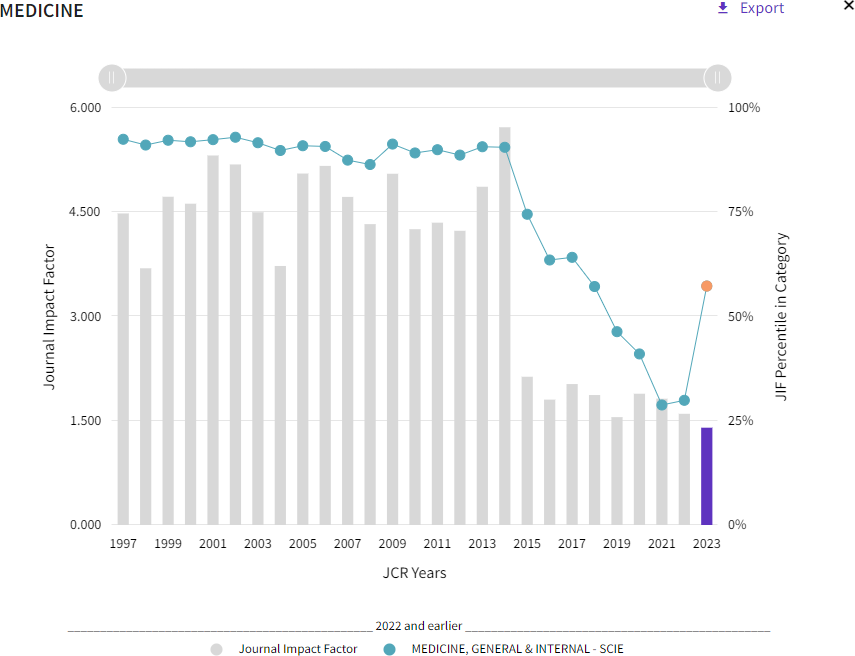 MEDICINE
Export
6.000
100%
4.500
75%
3.000
50%
1.500
25%
0.000
0%
Journal Impact Factor
JIF Percentile in Category
1997 1999 2001 2003 2005 2007 2009 2011 2013 2015 2017 2019 2021 2023
JCR Years
2022 and earlier
Journal Impact Factor
MEDICINE, GENERAL & INTERNAL - SCIE